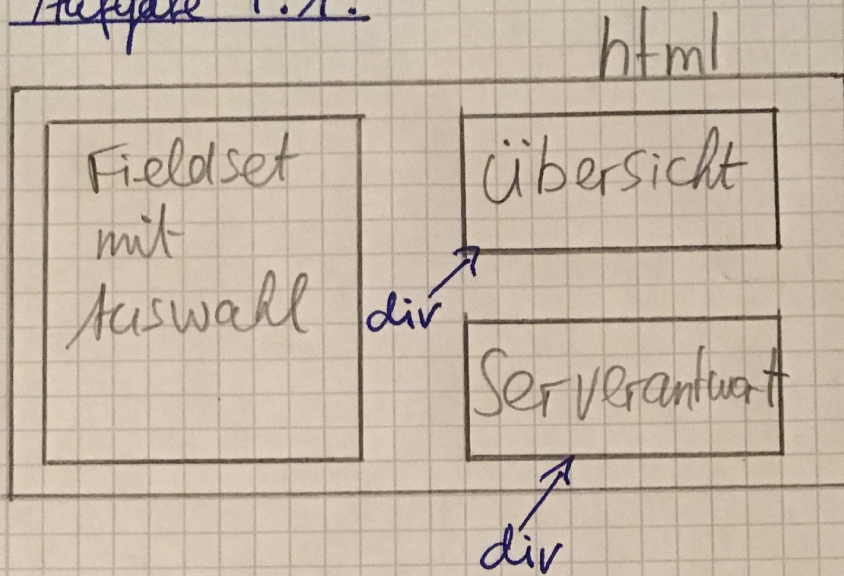 html
Fieldset
mit
Auswahl
div
Übersicht
Serverantwort
div